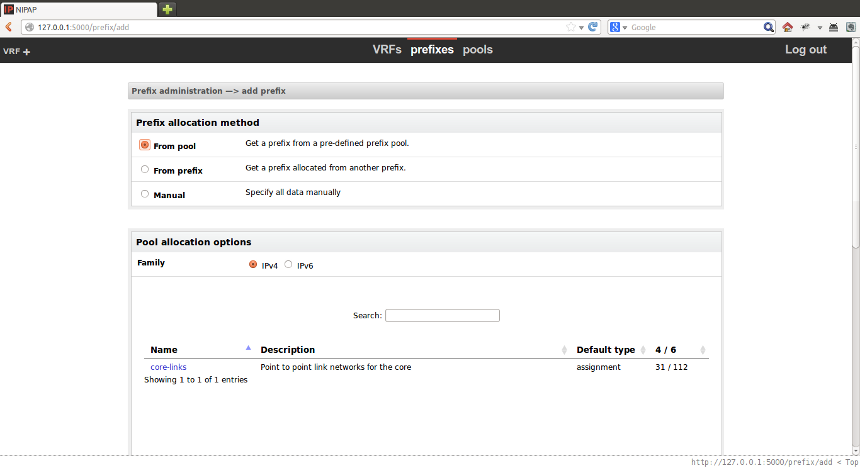 IP NIPAP
127.0.0.1:5000/prefix/add
Google
VRF +
VRFs prefixes pools
Log out
Prefix administration —> add prefix
Prefix allocation method
From pool Get a prefix from a pre-defined prefix pool.
From prefix Get a prefix allocated from another prefix.
Manual Specify all data manually
Pool allocation options
Family IPv4 IPv6
Search:
Name Description Default type 4 / 6
core-links Point to point link networks for the core assignment 31 / 112
Showing 1 to 1 of 1 entries
http://127.0.0.1:5000/prefix/add < Top